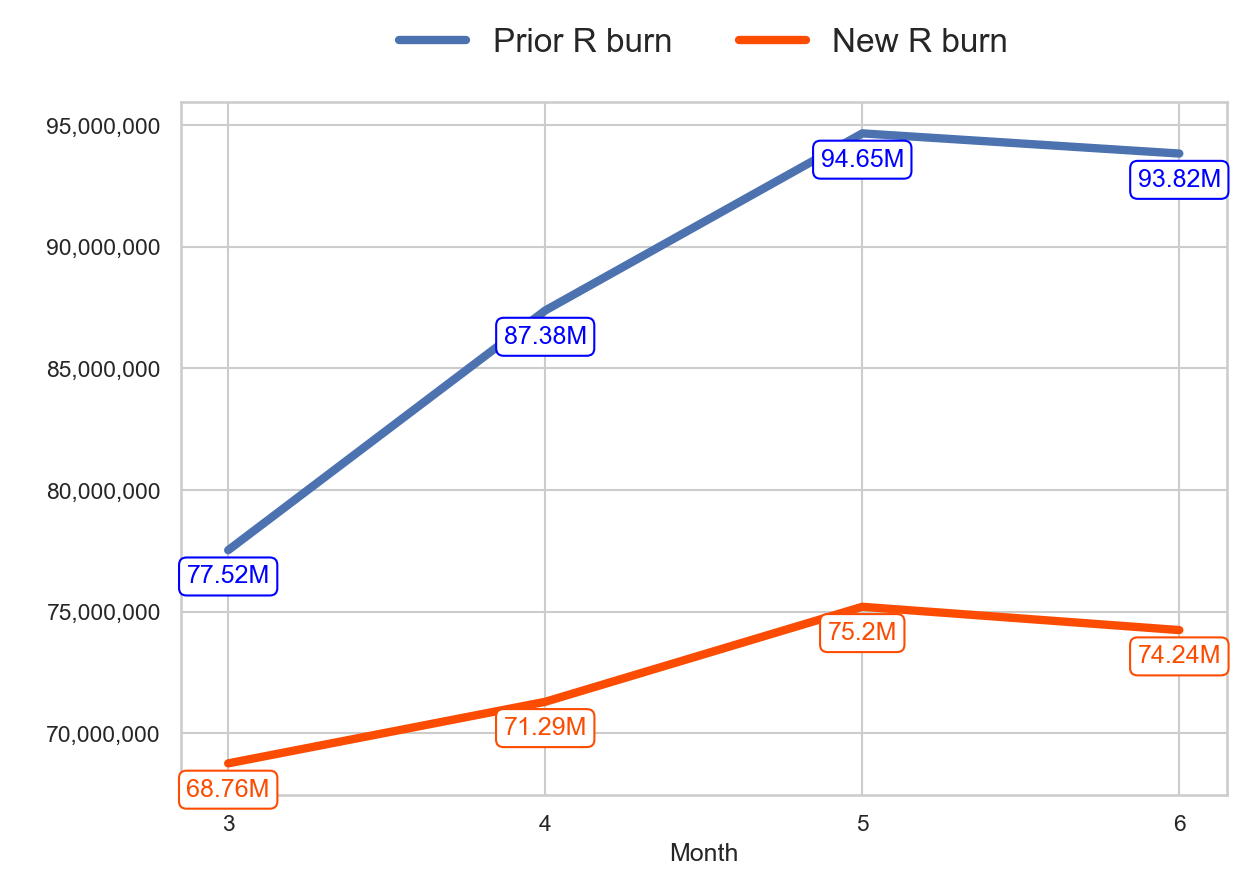 Prior R burn New R burn
95,000,000
94.65M
93.82M
90,000,000
87.38M
85,000,000
80,000,000
77.52M
75,000,000
75.2M
74.24M
71.29M
70,000,000
68.76M
3 4 5 6
Month